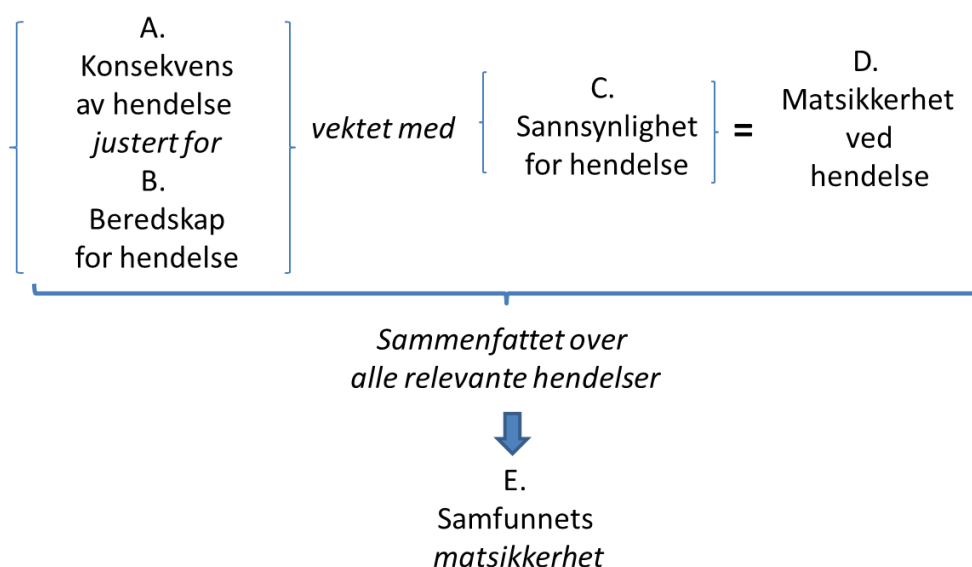 A.
Konsekvens
av hendelse
justert for
B.
Beredskap
for hendelse
vektet med
C.
Sannsynlighet
for hendelse
=
D.
Matsikkerhet
ved
hendelse
Sammenfattet over
alle relevante hendelser
E.
Samfunnets
matsikkerhet